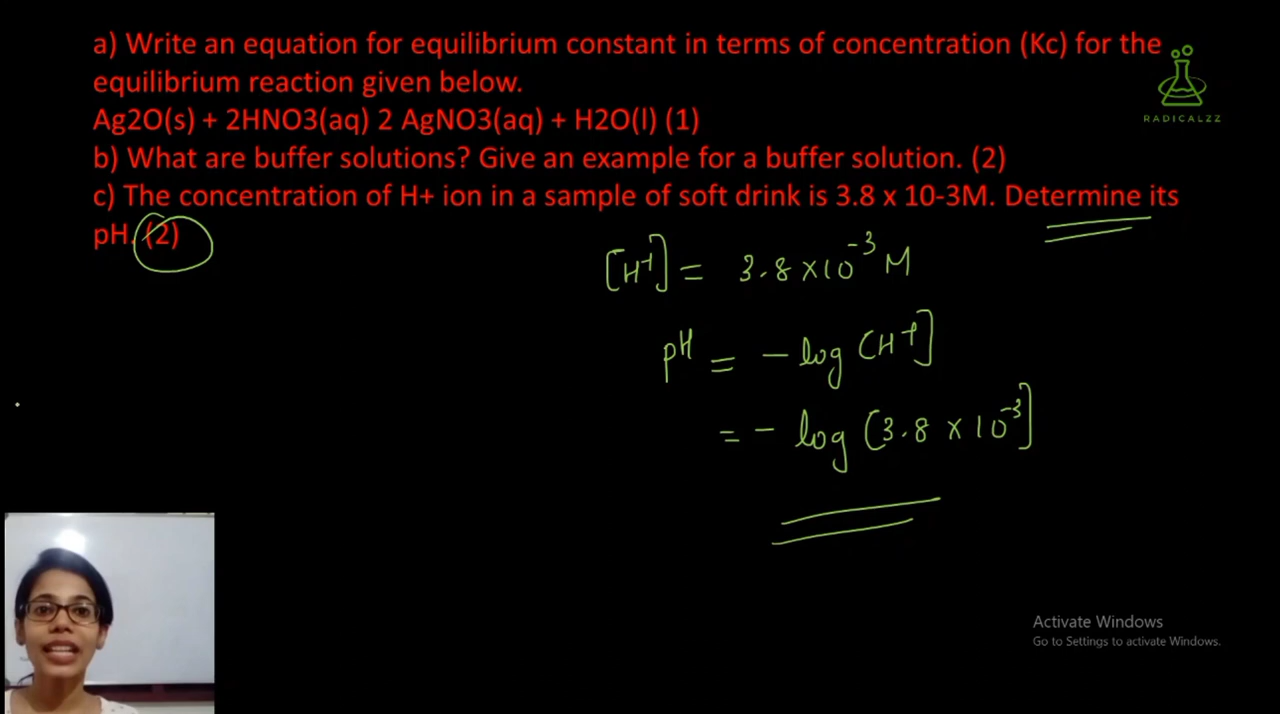 a) Write an equation for equilibrium constant in terms of concentration (Kc) for the
equilibrium reaction given below.
Ag2O(s) + 2HNO3(aq) 2 AgNO3(aq) + H2O(l) (1)
b) What are buffer solutions? Give an example for a buffer solution. (2)
c) The concentration of H+ ion in a sample of soft drink is 3.8 x 10-3M. Determine its
pH. (2)
RADICALZZ
[H⁺] = 3.8 × 10⁻³ M
pH = - log [H⁺]
= - log [3.8 × 10⁻³]
Activate Windows
Go to Settings to activate Windows.